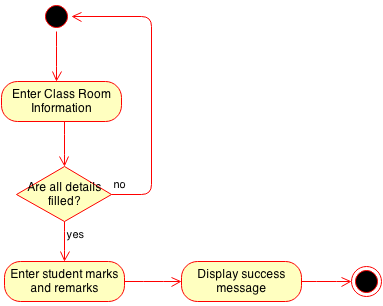 Enter Class Room
Information
Are all details
filled?
no
yes
Enter student marks
and remarks
Display success
message